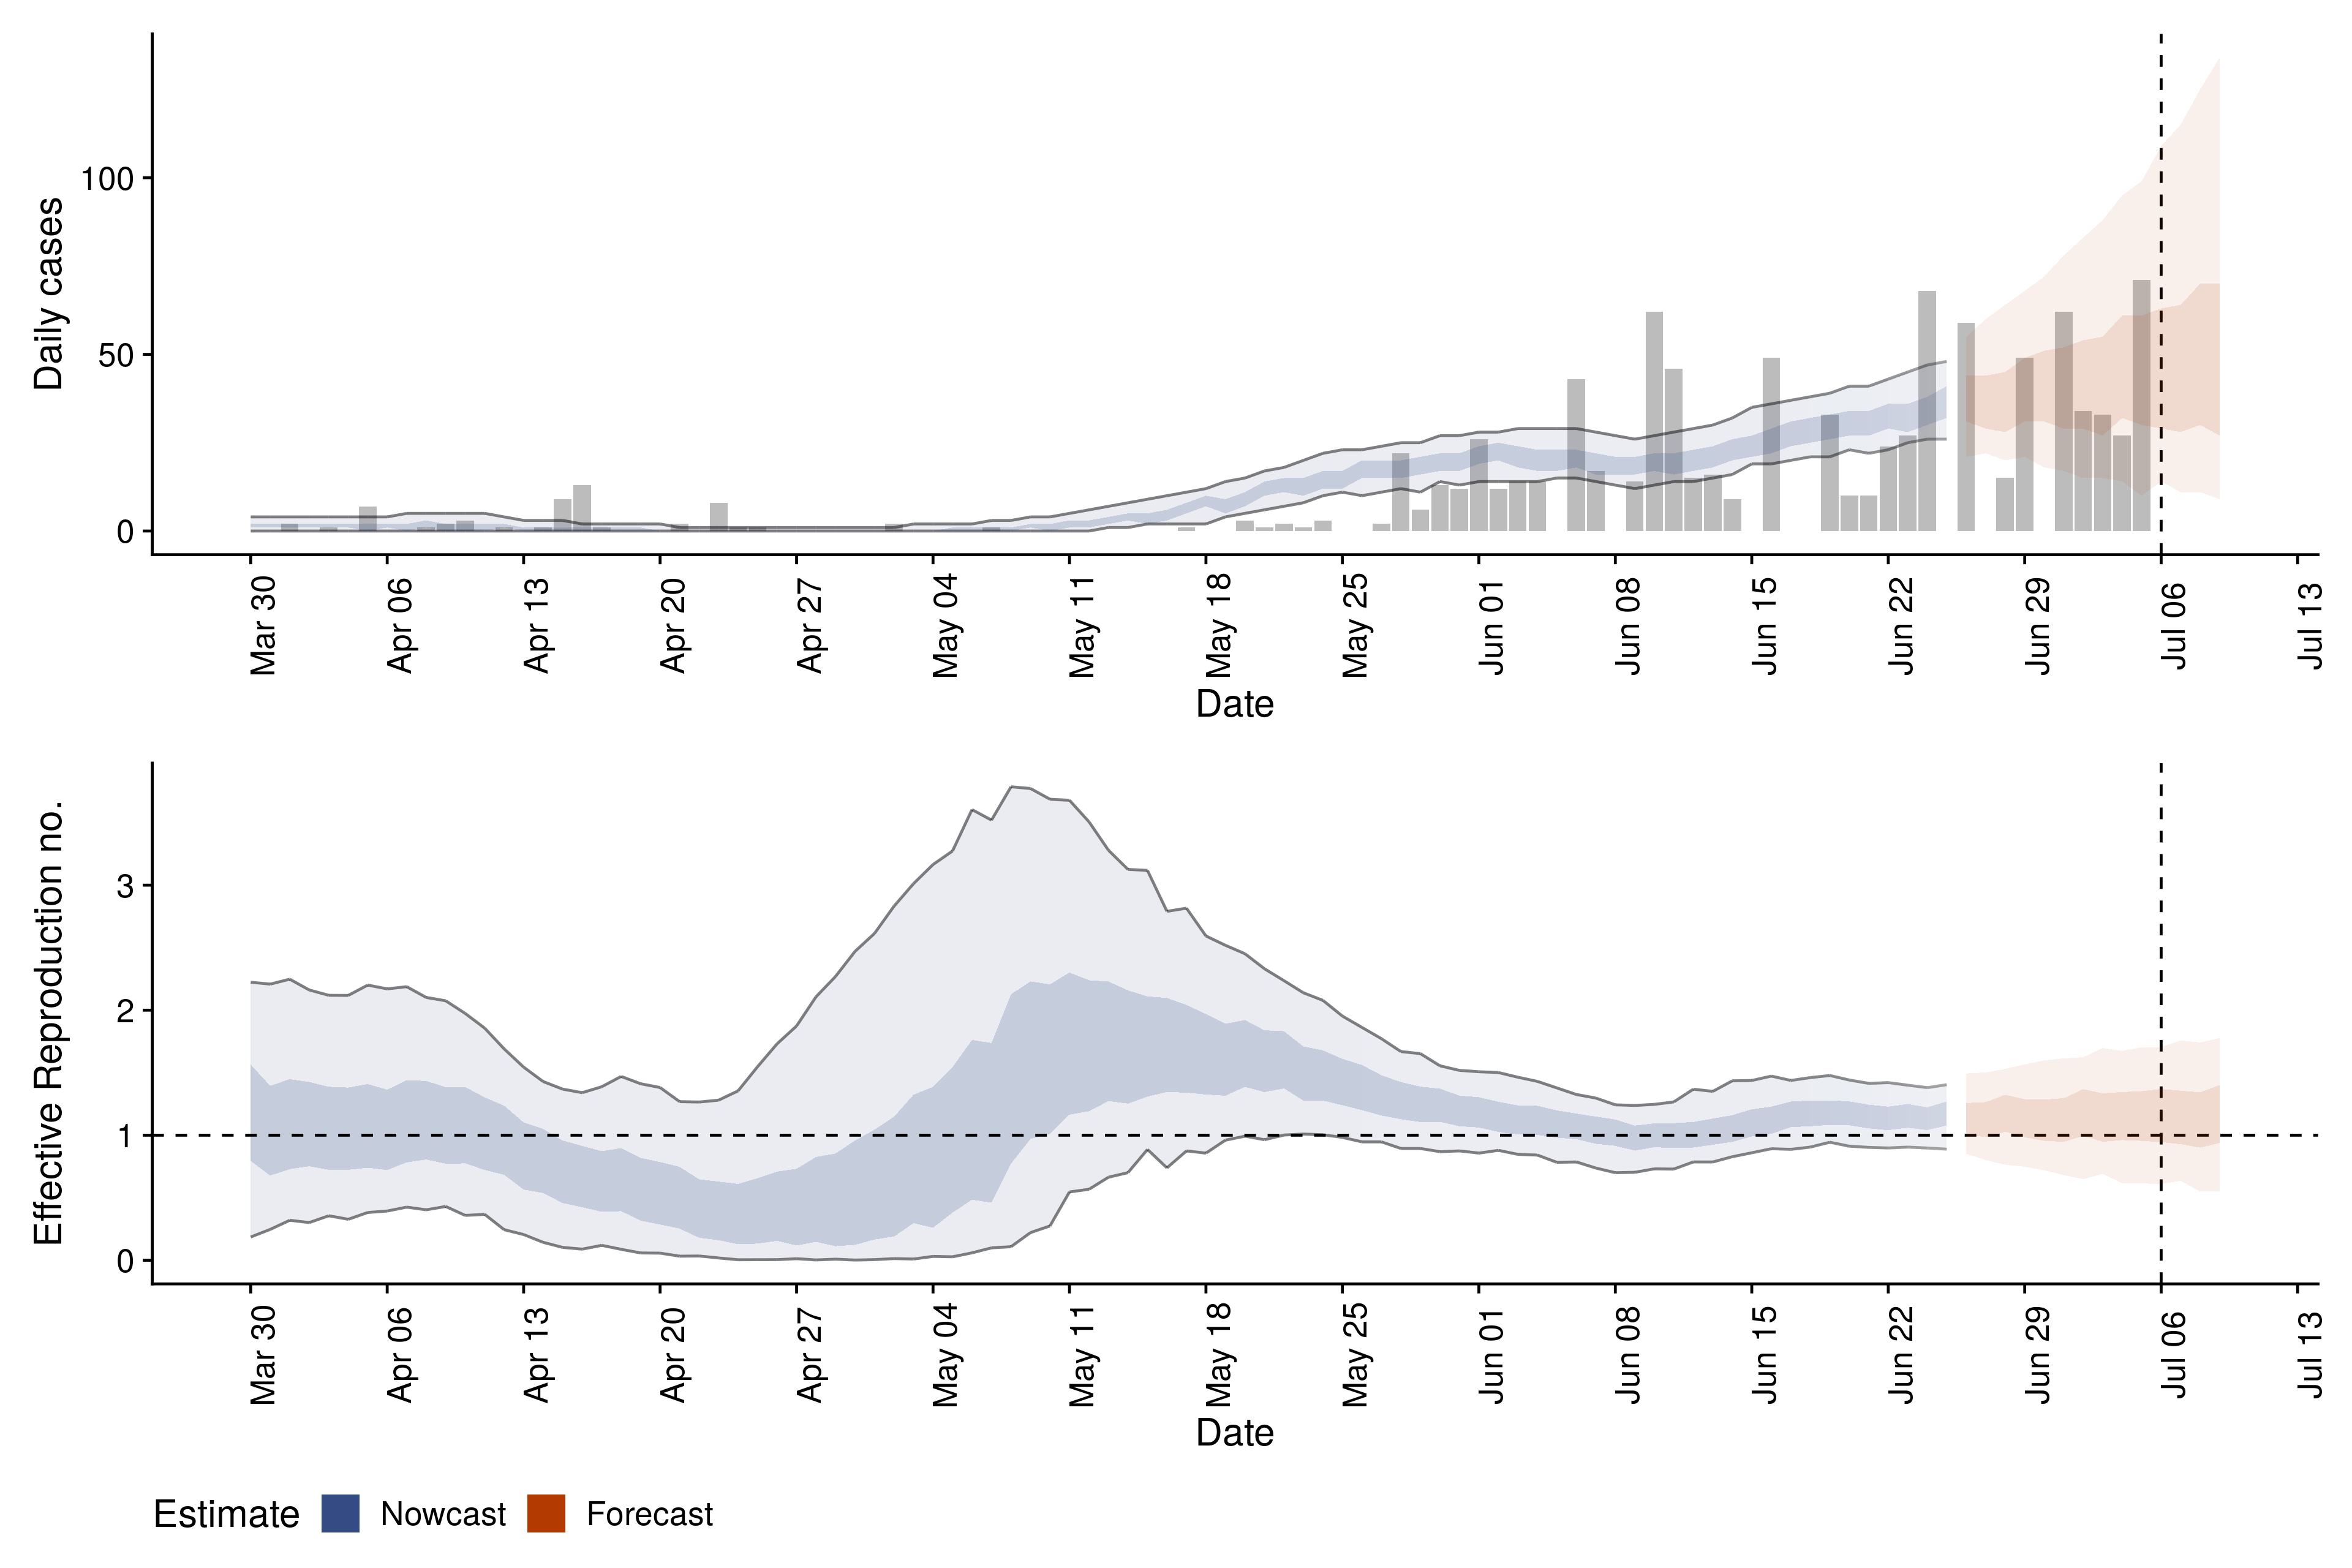 Daily cases
100
50
0
Mar 30
Apr 06
Apr 13
Apr 20
Apr 27
May 04
May 11
May 18
May 25
Jun 01
Jun 08
Jun 15
Jun 22
Jun 29
Jul 06
Jul 13
Date
Effective Reproduction no.
3
2
1
0
Mar 30
Apr 06
Apr 13
Apr 20
Apr 27
May 04
May 11
May 18
May 25
Jun 01
Jun 08
Jun 15
Jun 22
Jun 29
Jul 06
Jul 13
Date
Estimate Nowcast Forecast